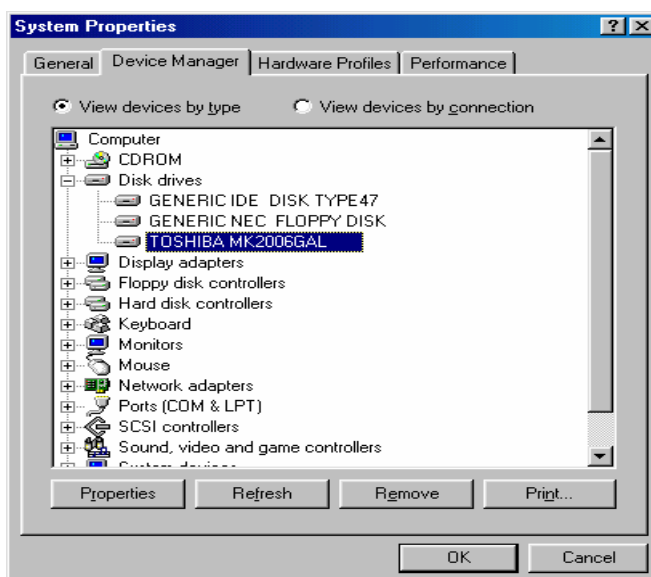 System Properties
General Device Manager Hardware Profiles Performance
View devices by type View devices by connection
Computer
CDROM
Disk drives
GENERIC IDE DISK TYPE47
GENERIC NEC FLOPPY DISK
TOSHIBA MK2006GAL
Display adapters
Floppy disk controllers
Hard disk controllers
Keyboard
Monitors
Mouse
Network adapters
Ports (COM & LPT)
SCSI controllers
Sound, video and game controllers
System devices
Properties Refresh Remove Print...
OK Cancel